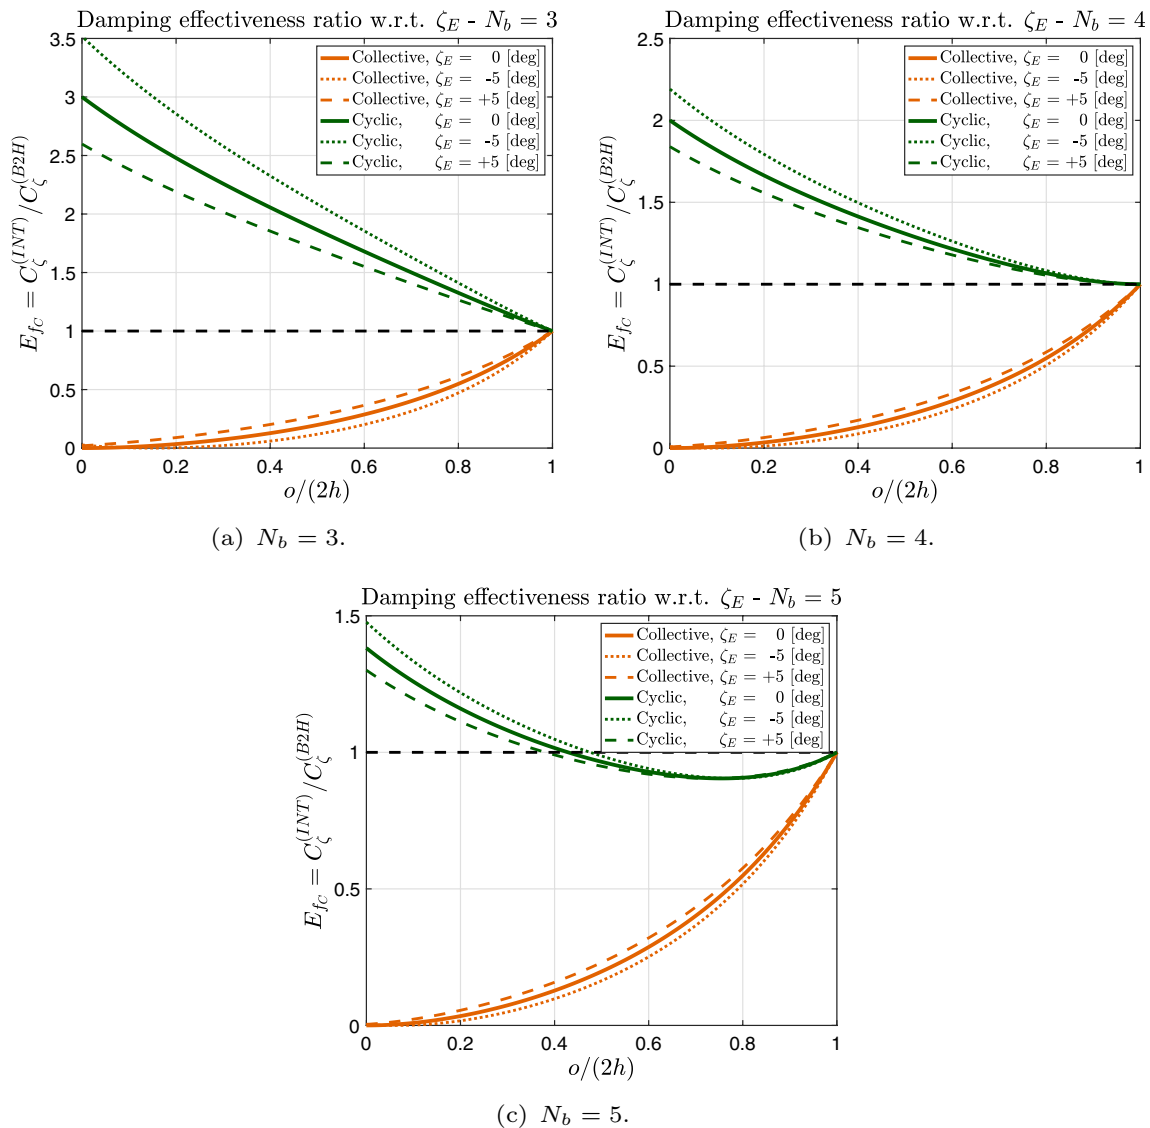 Damping effectiveness ratio w.r.t. ζ_E - N_b = 3
3.5
3
2.5
2
1.5
1
0.5
0
E_{f_C} = C_ζ^{(INT)}/C_ζ^{(B2H)}
Collective, ζ_E = 0 [deg]
Collective, ζ_E = -5 [deg]
Collective, ζ_E = +5 [deg]
Cyclic, ζ_E = 0 [deg]
Cyclic, ζ_E = -5 [deg]
Cyclic, ζ_E = +5 [deg]
0 0.2 0.4 0.6 0.8 1
o/(2h)
(a) N_b = 3.
Damping effectiveness ratio w.r.t. ζ_E - N_b = 4
2.5
2
1.5
1
0.5
0
E_{f_C} = C_ζ^{(INT)}/C_ζ^{(B2H)}
Collective, ζ_E = 0 [deg]
Collective, ζ_E = -5 [deg]
Collective, ζ_E = +5 [deg]
Cyclic, ζ_E = 0 [deg]
Cyclic, ζ_E = -5 [deg]
Cyclic, ζ_E = +5 [deg]
0 0.2 0.4 0.6 0.8 1
o/(2h)
(b) N_b = 4.
Damping effectiveness ratio w.r.t. ζ_E - N_b = 5
1.5
1
0.5
0
E_{f_C} = C_ζ^{(INT)}/C_ζ^{(B2H)}
Collective, ζ_E = 0 [deg]
Collective, ζ_E = -5 [deg]
Collective, ζ_E = +5 [deg]
Cyclic, ζ_E = 0 [deg]
Cyclic, ζ_E = -5 [deg]
Cyclic, ζ_E = +5 [deg]
0 0.2 0.4 0.6 0.8 1
o/(2h)
(c) N_b = 5.